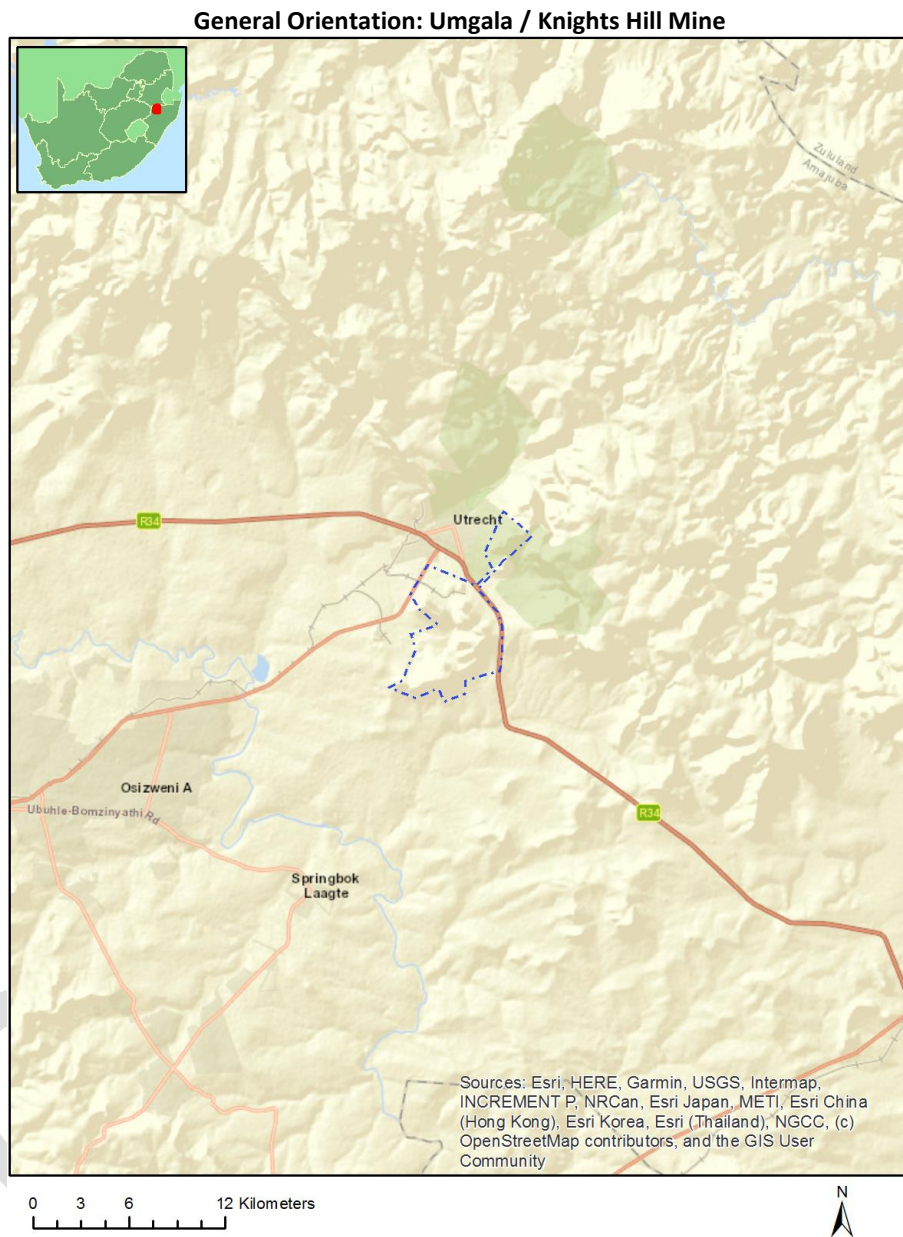 General Orientation: Umgala / Knights Hill Mine
Zululand
Amajuba
R34
Utrecht
Osizweni A
Ubuhle-Bomzinyathi Rd
R34
Springbok
Laagte
Sources: Esri, HERE, Garmin, USGS, Intermap,
INCREMENT P, NRCan, Esri Japan, METI, Esri China
(Hong Kong), Esri Korea, Esri (Thailand), NGCC, (c)
OpenStreetMap contributors, and the GIS User
Community
0 3 6 12 Kilometers
N